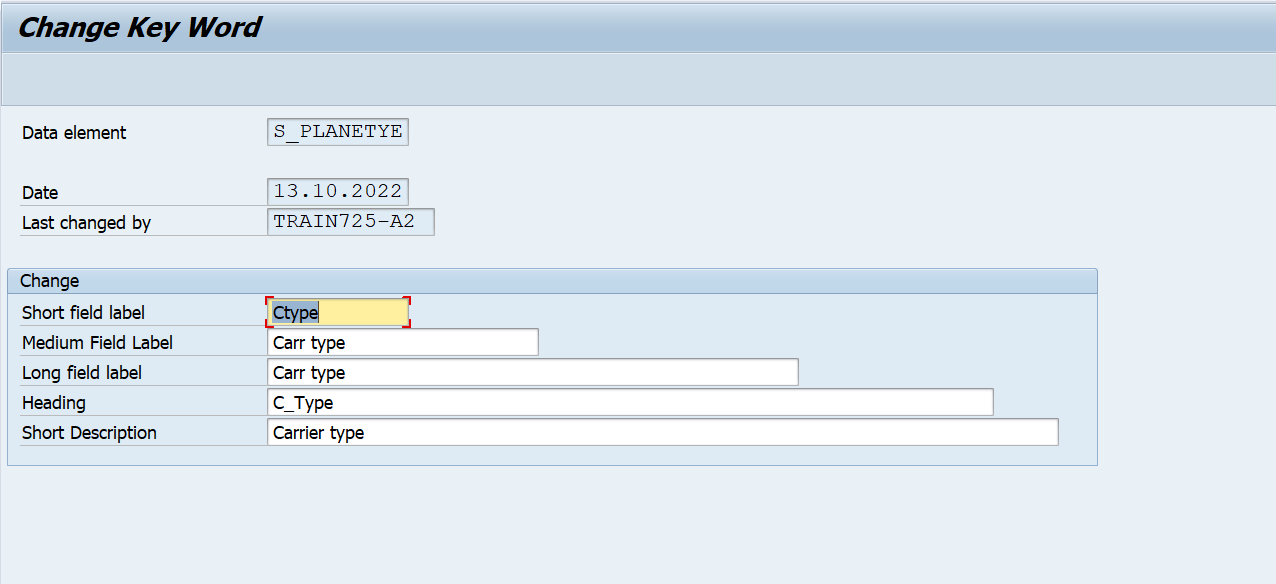 Change Key Word
Data element S_PLANETYE
Date 13.10.2022
Last changed by TRAIN725-A2
Change
Short field label Ctype
Medium Field Label Carr type
Long field label Carr type
Heading C_Type
Short Description Carrier type